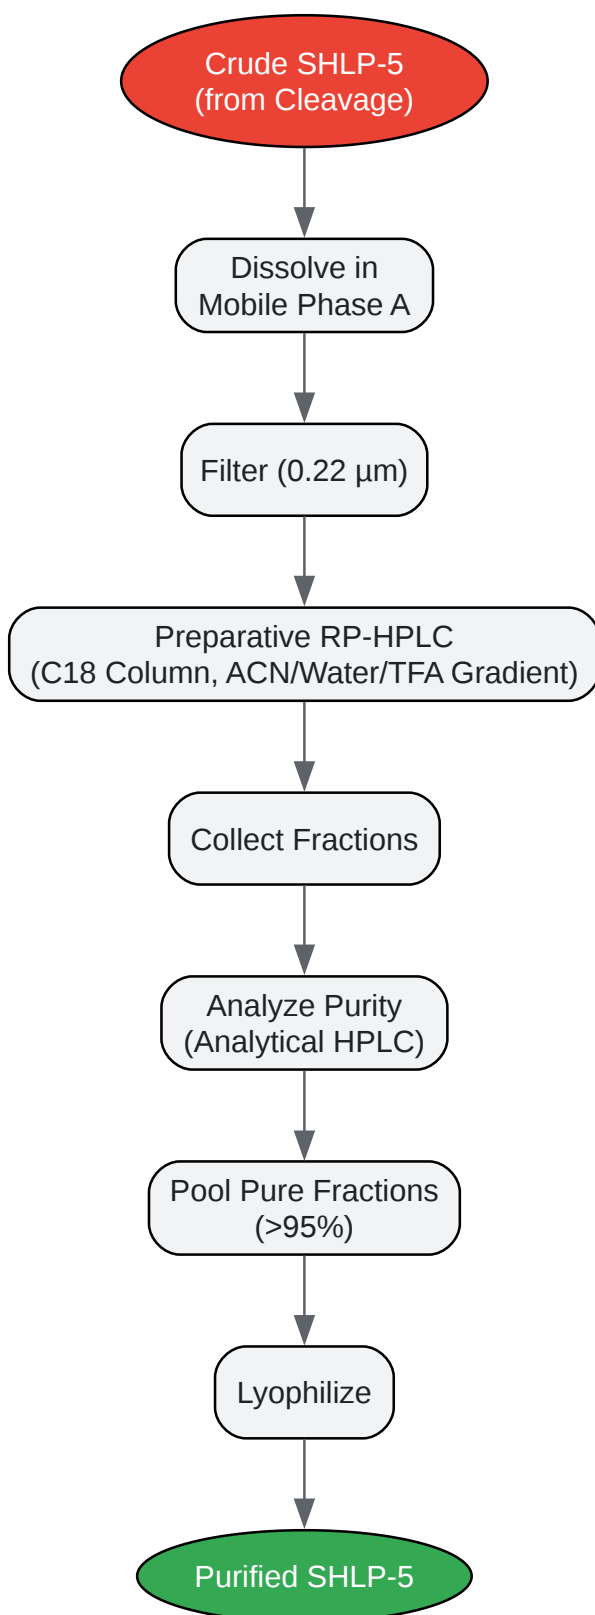 Crude SHLP-5
(from Cleavage)
Dissolve in
Mobile Phase A
Filter (0.22 µm)
Preparative RP-HPLC
(C18 Column, ACN/Water/TFA Gradient)
Collect Fractions
Analyze Purity
(Analytical HPLC)
Pool Pure Fractions
(>95%)
Lyophilize
Purified SHLP-5